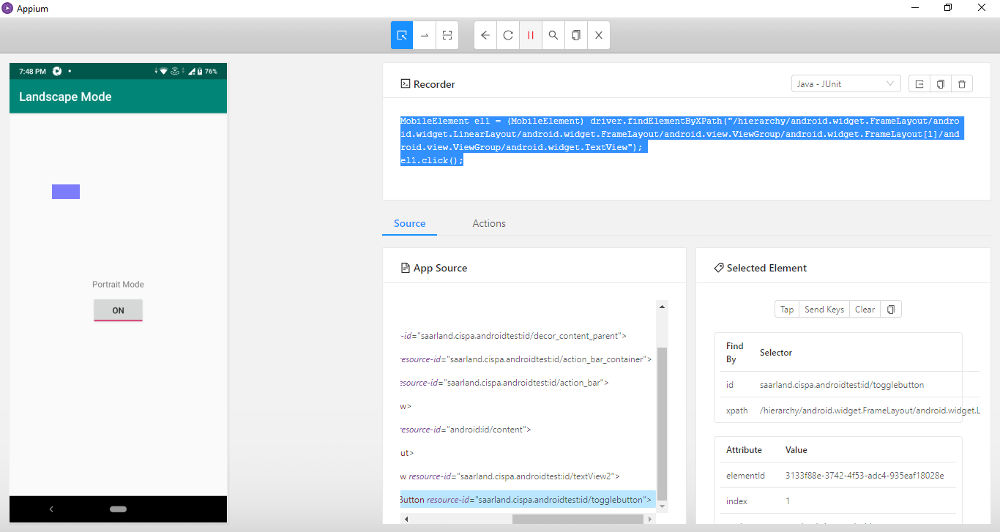 Appium
7:48 PM
76%
Landscape Mode
Portrait Mode
ON
Recorder
Java - JUnit
MobileElement el1 = (MobileElement) driver.findElementByXPath("/hierarchy/android.widget.FrameLayout/andro
id.widget.LinearLayout/android.widget.FrameLayout/android.view.ViewGroup/android.widget.FrameLayout[1]/and
roid.view.ViewGroup/android.widget.TextView");
el1.click();
Source Actions
App Source
-id="saarland.cispa.androidtest:id/decor_content_parent">
resource-id="saarland.cispa.androidtest:id/action_bar_container">
esource-id="saarland.cispa.androidtest:id/action_bar">
w>
esource-id="android:id/content">
ut>
w resource-id="saarland.cispa.androidtest:id/textView2">
Button resource-id="saarland.cispa.androidtest:id/togglebutton">
Selected Element
Tap Send Keys Clear
Find By Selector
id saarland.cispa.androidtest:id/togglebutton
xpath /hierarchy/android.widget.FrameLayout/android.widget.L
Attribute Value
elementId 3133f88e-3742-4f53-adc4-935eaf18028e
index 1